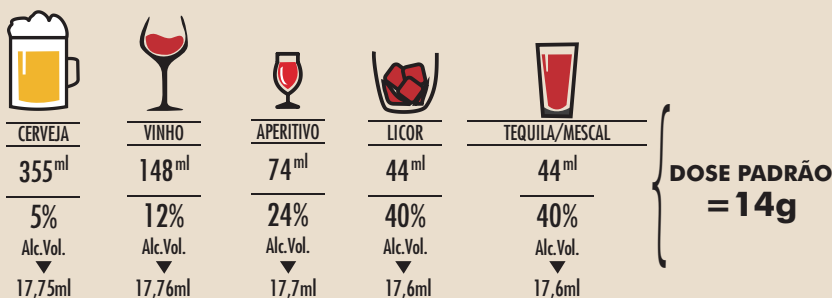 CERVEJA VINHO APERITIVO LICOR TEQUILA/MESCAL
355ml 148ml 74ml 44ml 44ml
5% 12% 24% 40% 40%
Alc.Vol. Alc.Vol. Alc.Vol. Alc.Vol. Alc.Vol.
17,75ml 17,76ml 17,7ml 17,6ml 17,6ml
DOSE PADRÃO
=14g